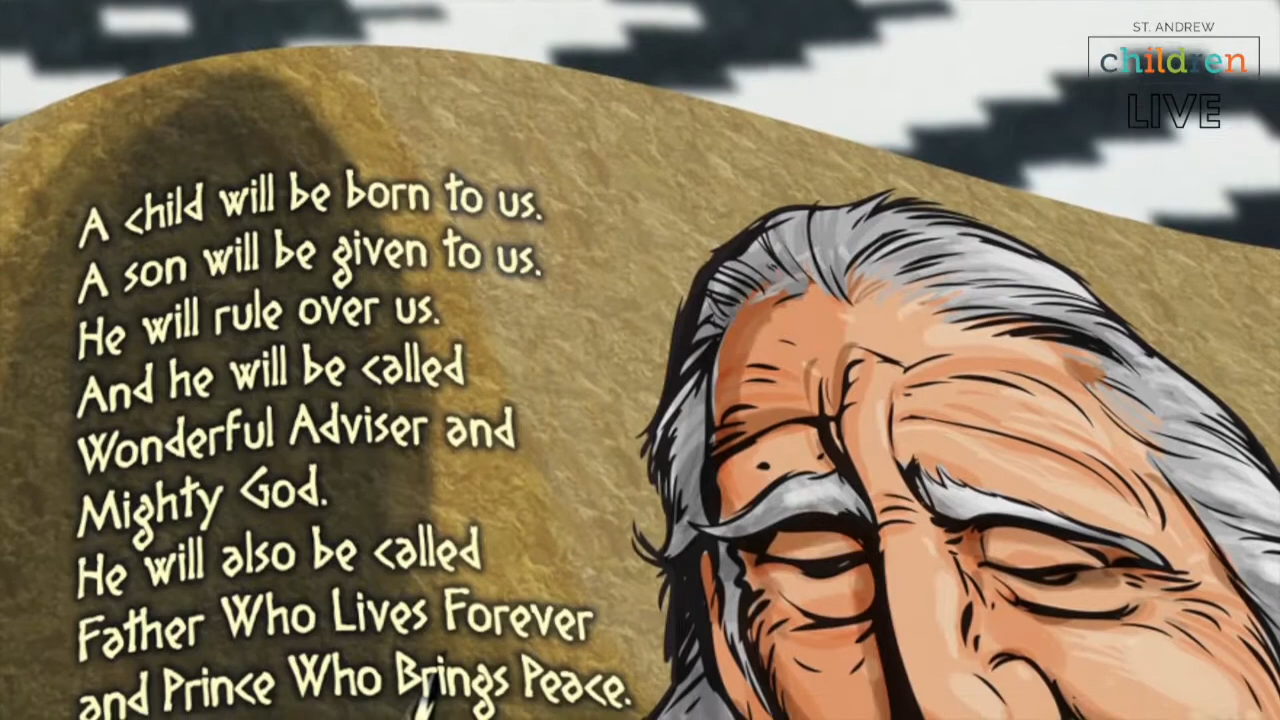 ST. ANDREW
children
LIVE
A child will be born to us.
A son will be given to us.
He will rule over us.
And he will be called
Wonderful Adviser and
Mighty God.
He will also be called
Father Who Lives Forever
and Prince Who Brings Peace.